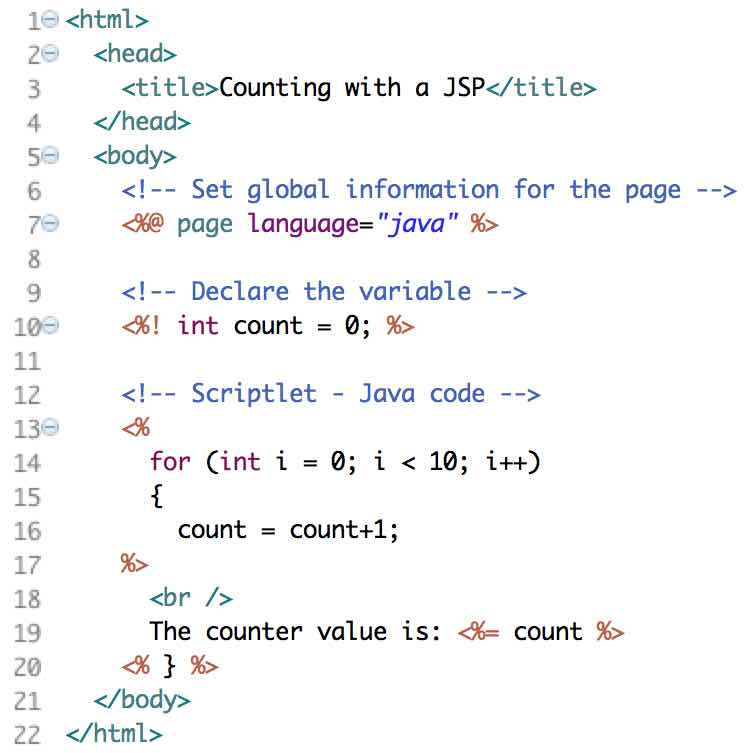 1 <html>
2 <head>
3 <title>Counting with a JSP</title>
4 </head>
5 <body>
6 <!-- Set global information for the page -->
7 <%@ page language="java" %>
8
9 <!-- Declare the variable -->
10 <%! int count = 0; %>
11
12 <!-- Scriptlet - Java code -->
13 <%
14 for (int i = 0; i < 10; i++)
15 {
16 count = count+1;
17 %>
18 <br />
19 The counter value is: <%= count %>
20 <% } %>
21 </body>
22 </html>